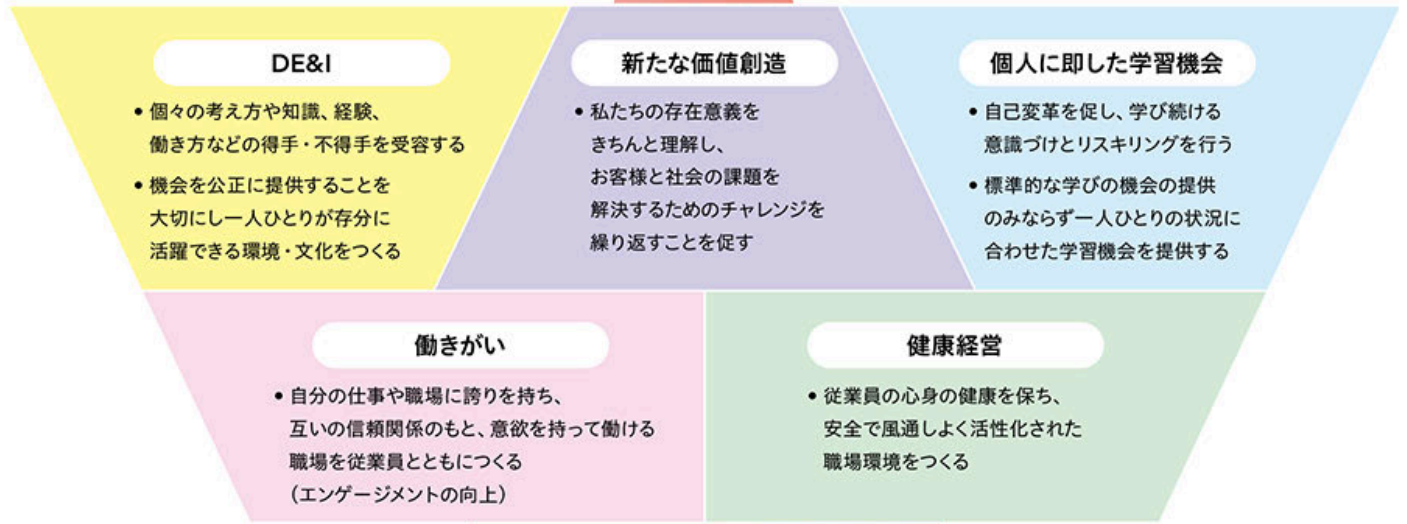 DE&I
• 個々の考え方や知識、経験、
働き方などの得手・不得手を受容する
• 機会を公正に提供することを
大切にし一人ひとりが存分に
活躍できる環境・文化をつくる
新たな価値創造
• 私たちの存在意義を
きちんと理解し、
お客様と社会の課題を
解決するためのチャレンジを
繰り返すことを促す
個人に即した学習機会
• 自己変革を促し、学び続ける
意識づけとリスキリングを行う
• 標準的な学びの機会の提供
のみならず一人ひとりの状況に
合わせた学習機会を提供する
働きがい
• 自分の仕事や職場に誇りを持ち、
互いの信頼関係のもと、意欲を持って働ける
職場を従業員とともにつくる
(エンゲージメントの向上)
健康経営
• 従業員の心身の健康を保ち、
安全で風通しよく活性化された
職場環境をつくる